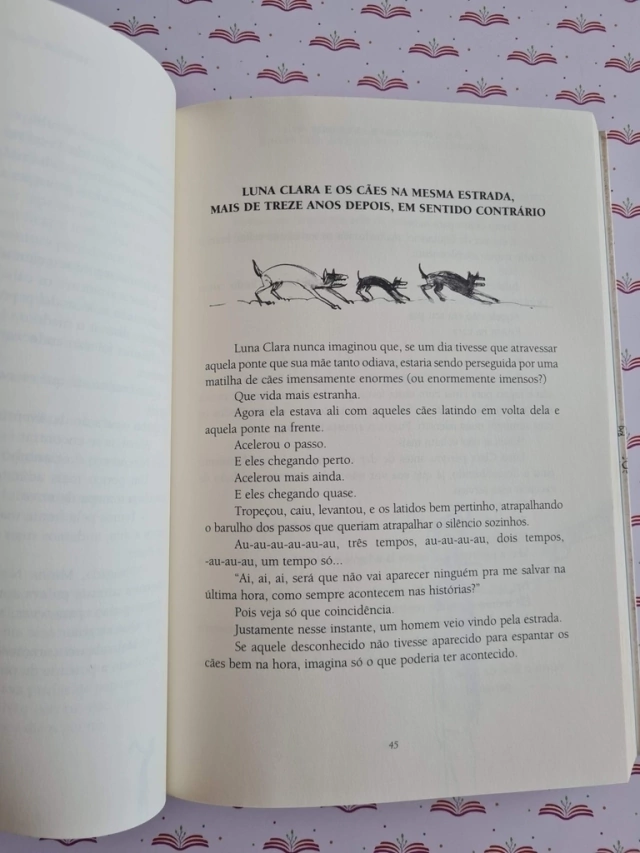 LUNA CLARA E OS CÃES NA MESMA ESTRADA,
MAIS DE TREZE ANOS DEPOIS, EM SENTIDO CONTRÁRIO
Luna Clara nunca imaginou que, se um dia tivesse que atravessar
aquela ponte que sua mãe tanto odiava, estaria sendo perseguida por uma
matilha de cães imensamente enormes (ou enormemente imensos?)
Que vida mais estranha.
Agora ela estava ali com aqueles cães latindo em volta dela e
aquela ponte na frente.
Acelerou o passo.
E eles chegando perto.
Acelerou mais ainda.
E eles chegando quase.
Tropeçou, caiu, levantou, e os latidos bem pertinho, atrapalhando
o barulho dos passos que queriam atrapalhar o silêncio sozinhos.
Au-au-au-au-au-au, três tempos, au-au-au-au, dois tempos,
-au-au-au, um tempo só...
“Ai, ai, ai, será que não vai aparecer ninguém pra me salvar na
última hora, como sempre acontecem nas histórias?”
Pois veja só que coincidência.
Justamente nesse instante, um homem veio vindo pela estrada.
Se aquele desconhecido não tivesse aparecido para espantar os
cães bem na hora, imagina só o que poderia ter acontecido.
45